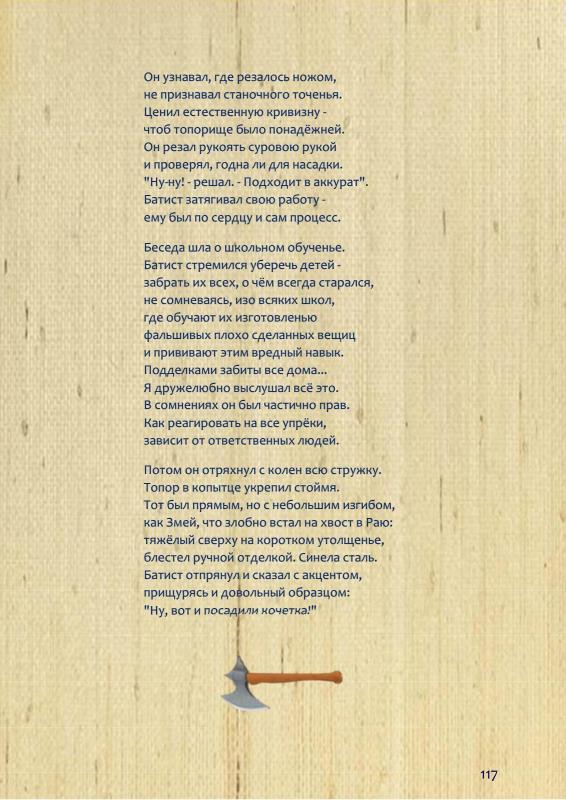 Он узнавал, где резалось ножом,
не признавал станочного точенья.
Ценил естественную кривизну -
чтоб топорище было понадёжней.
Он резал рукоять суровою рукой
и проверял, годна ли для насадки.
"Ну-ну! - решал. - Подходит в аккурат".
Батист затягивал свою работу -
ему был по сердцу и сам процесс.
Беседа шла о школьном обученье.
Батист стремился уберечь детей -
забрать их всех, о чём всегда старался,
не сомневаясь, изо всяких школ,
где обучают их изготовленью
фальшивых плохо сделанных вещиц
и прививают этим вредный навык.
Подделками забиты все дома...
Я дружелюбно выслушал всё это.
В сомнениях он был частично прав.
Как реагировать на все упрёки,
зависит от ответственных людей.
Потом он отряхнул с колен всю стружку.
Топор в копытце укрепил стоймя.
Тот был прямым, но с небольшим изгибом,
как Змей, что злобно встал на хвост в Раю:
тяжёлый сверху на коротком утолщенье,
блестел ручной отделкой. Синела сталь.
Батист отпрянул и сказал с акцентом,
прищурясь и довольный образцом:
"Ну, вот и посадили кочетка!"
117